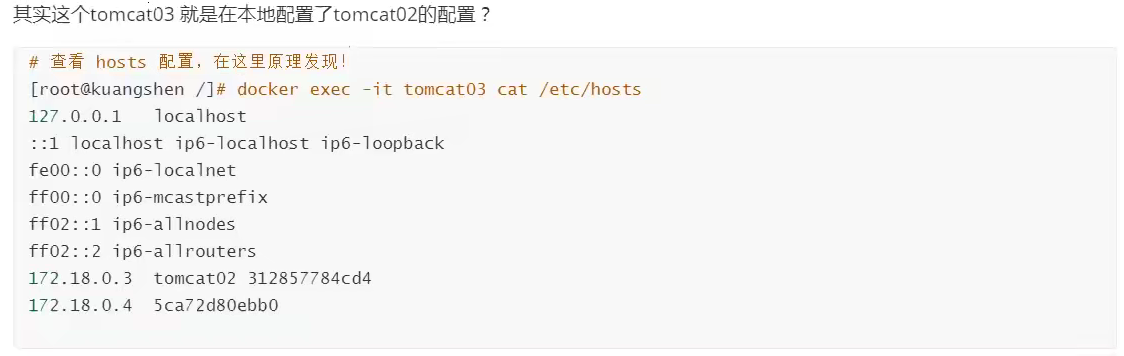 其实这个tomcat03 就是在本地配置了tomcat02的配置？
# 查看 hosts 配置，在这里原理发现！
[root@kuangshen /]# docker exec -it tomcat03 cat /etc/hosts
127.0.0.1   localhost
::1 localhost ip6-localhost ip6-loopback
fe00::0 ip6-localnet
ff00::0 ip6-mcastprefix
ff02::1 ip6-allnodes
ff02::2 ip6-allrouters
172.18.0.3  tomcat02 312857784cd4
172.18.0.4  5ca72d80ebb0